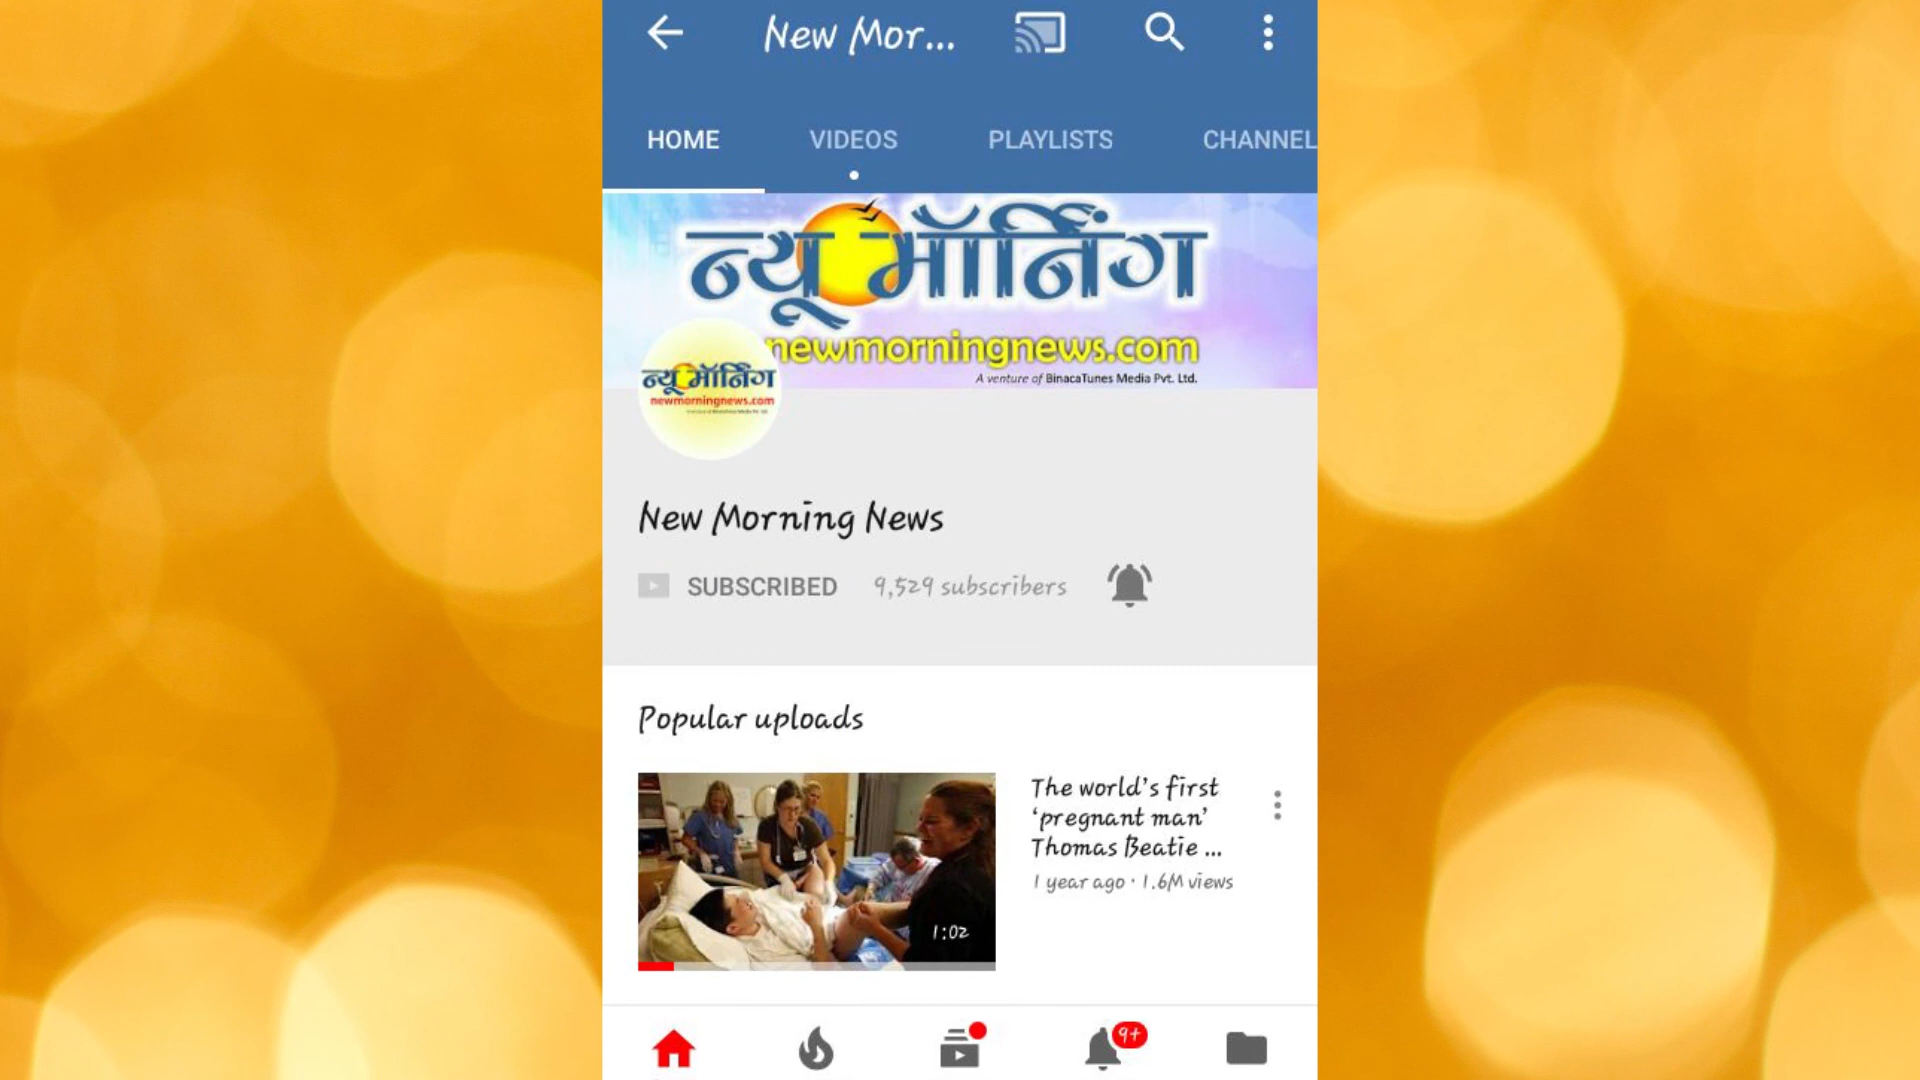 New Mor...
HOME VIDEOS PLAYLISTS CHANNEL
न्यू मॉर्निंग
newmorningnews.com
A venture of BinacaTunes Media Pvt. Ltd.
न्यू मॉर्निंग
newmorningnews.com
New Morning News
SUBSCRIBED 9,529 subscribers
Popular uploads
The world's first
‘pregnant man’
Thomas Beatie ...
1 year ago · 1.6M views
1:02
9+